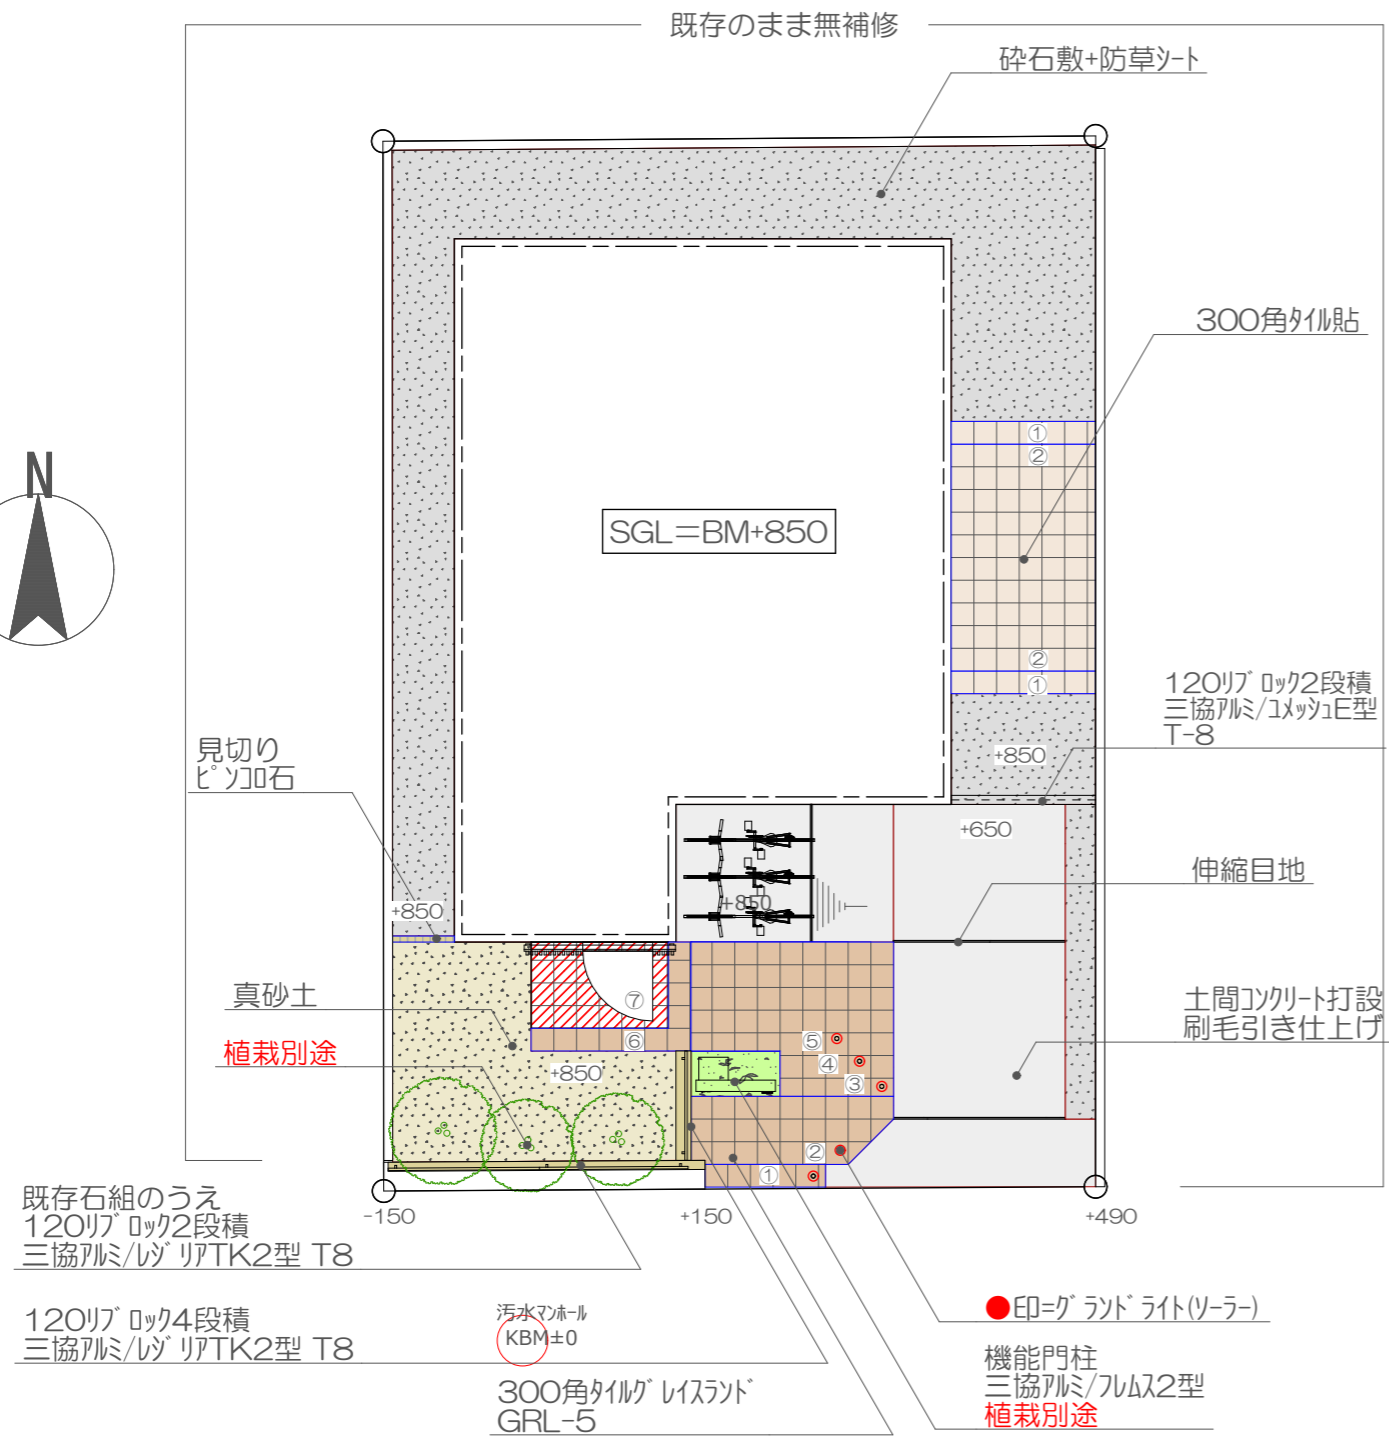 既存のまま無補修
砕石敷+防草ｼｰﾄ
300角ﾀｲﾙ貼
N
①
②
SGL=BM+850
②
①
120ﾘﾌﾞﾛｯｸ2段積
三協ｱﾙﾐ/ﾕﾒｯｼｭE型
T-8
+850
見切り
ﾋﾟﾝｺﾛ石
+650
伸縮目地
+850
+850
真砂土
⑦
土間ｺﾝｸﾘｰﾄ打設
刷毛引き仕上げ
植栽別途
⑥
⑤
④
③
+850
②
①
既存石組のうえ
120ﾘﾌﾞﾛｯｸ2段積
三協ｱﾙﾐ/ﾚｼﾞﾘｱTK2型 T8
-150
+150
+490
120ﾘﾌﾞﾛｯｸ4段積
三協ｱﾙﾐ/ﾚｼﾞﾘｱTK2型 T8
汚水ﾏﾝﾎｰﾙ
KBM±0
●印=ｸﾞﾗﾝﾄﾞﾗｲﾄ(ｿｰﾗｰ)
300角ﾀｲﾙｸﾞﾚｲｽﾗﾝﾄﾞ
GRL-5
機能門柱
三協ｱﾙﾐ/ﾌﾚﾑｽ2型
植栽別途